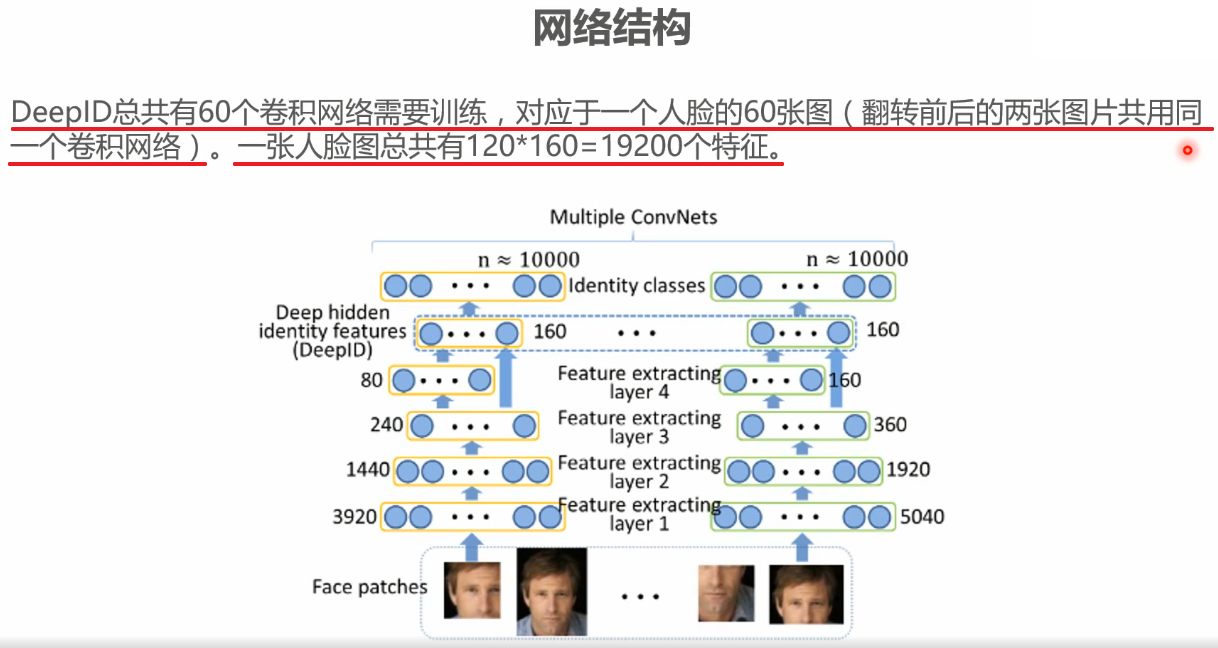 网络结构
DeepID总共有60个卷积网络需要训练，对应于一个人脸的60张图（翻转前后的两张图片共用同
一个卷积网络）。一张人脸图总共有120*160=19200个特征。
Multiple ConvNets
n ≈ 10000
n ≈ 10000
Identity classes
Deep hidden
identity features
(DeepID)
160
···
160
80
Feature extracting
layer 4
160
240
Feature extracting
layer 3
360
1440
Feature extracting
layer 2
1920
3920
Feature extracting
layer 1
5040
Face patches
···